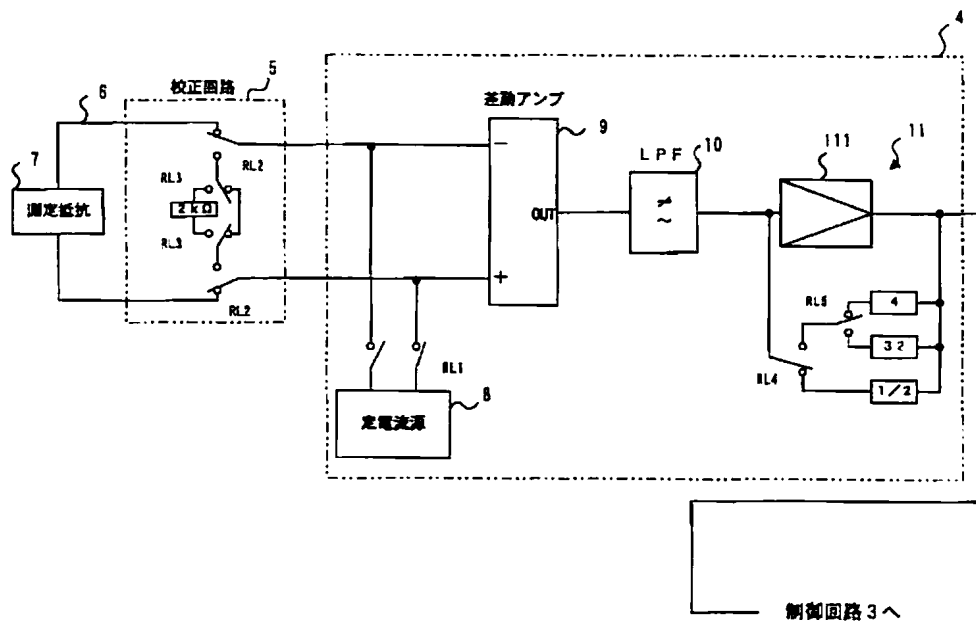 4
校正回路
5
6
差動アンプ
9
LPF
10
111
11
7
RL2
RL3
測定抵抗
2kΩ
RL3
RL2
−
OUT
+
≁
~
RL5
4
32
RL4
1/2
RL1
8
定電流源
制御回路3へ